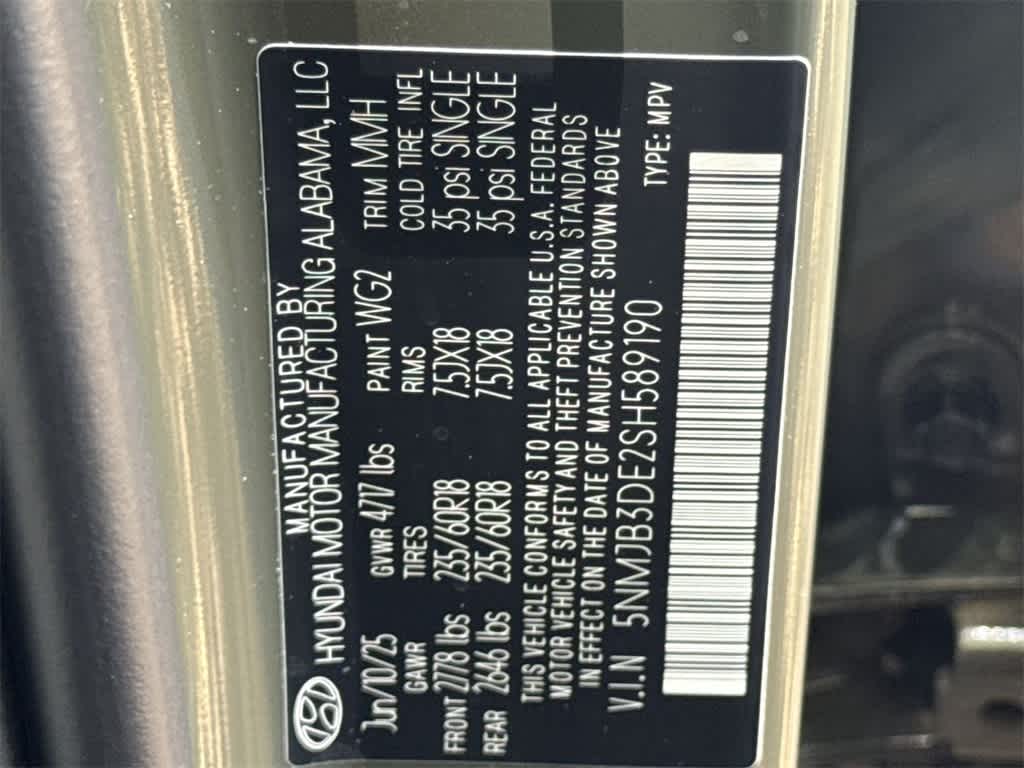 MANUFACTURED BY
HYUNDAI MOTOR MANUFACTURING ALABAMA, LLC
Jun/10/25 GVWR 4717 lbs PAINT WG2 TRIM MMH
GAWR TIRES RIMS COLD TIRE INFL
FRONT 2778 lbs 235/60R18 7.5JX18 35 psi SINGLE
REAR 2646 lbs 235/60R18 7.5JX18 35 psi SINGLE
THIS VEHICLE CONFORMS TO ALL APPLICABLE U.S.A. FEDERAL
MOTOR VEHICLE SAFETY AND THEFT PREVENTION STANDARDS
IN EFFECT ON THE DATE OF MANUFACTURE SHOWN ABOVE
V.I.N 5NMJB3DE2SH589190 TYPE: MPV